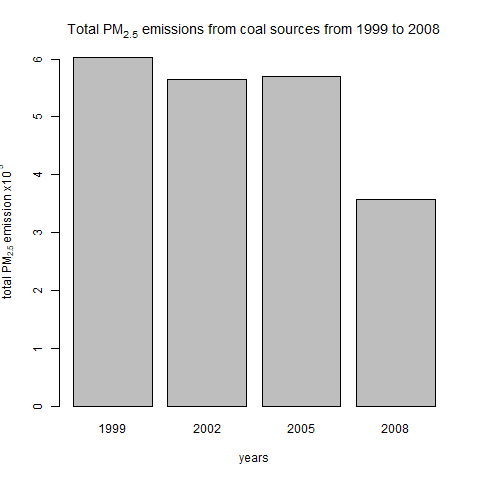 Total PM2.5 emissions from coal sources from 1999 to 2008
total PM2.5 emission x10
6
5
4
3
2
1
0
1999 2002 2005 2008
years